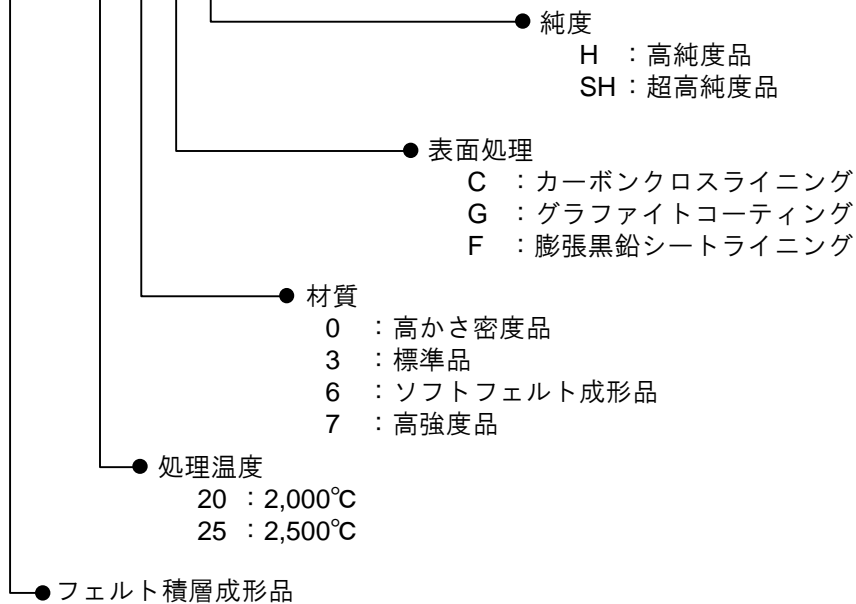 純度
H ：高純度品
SH：超高純度品
表面処理
C ：カーボンクロスライニング
G ：グラファイトコーティング
F ：膨張黒鉛シートライニング
材質
0 ：高かさ密度品
3 ：標準品
6 ：ソフトフェルト成形品
7 ：高強度品
処理温度
20 ：2,000℃
25 ：2,500℃
フェルト積層成形品